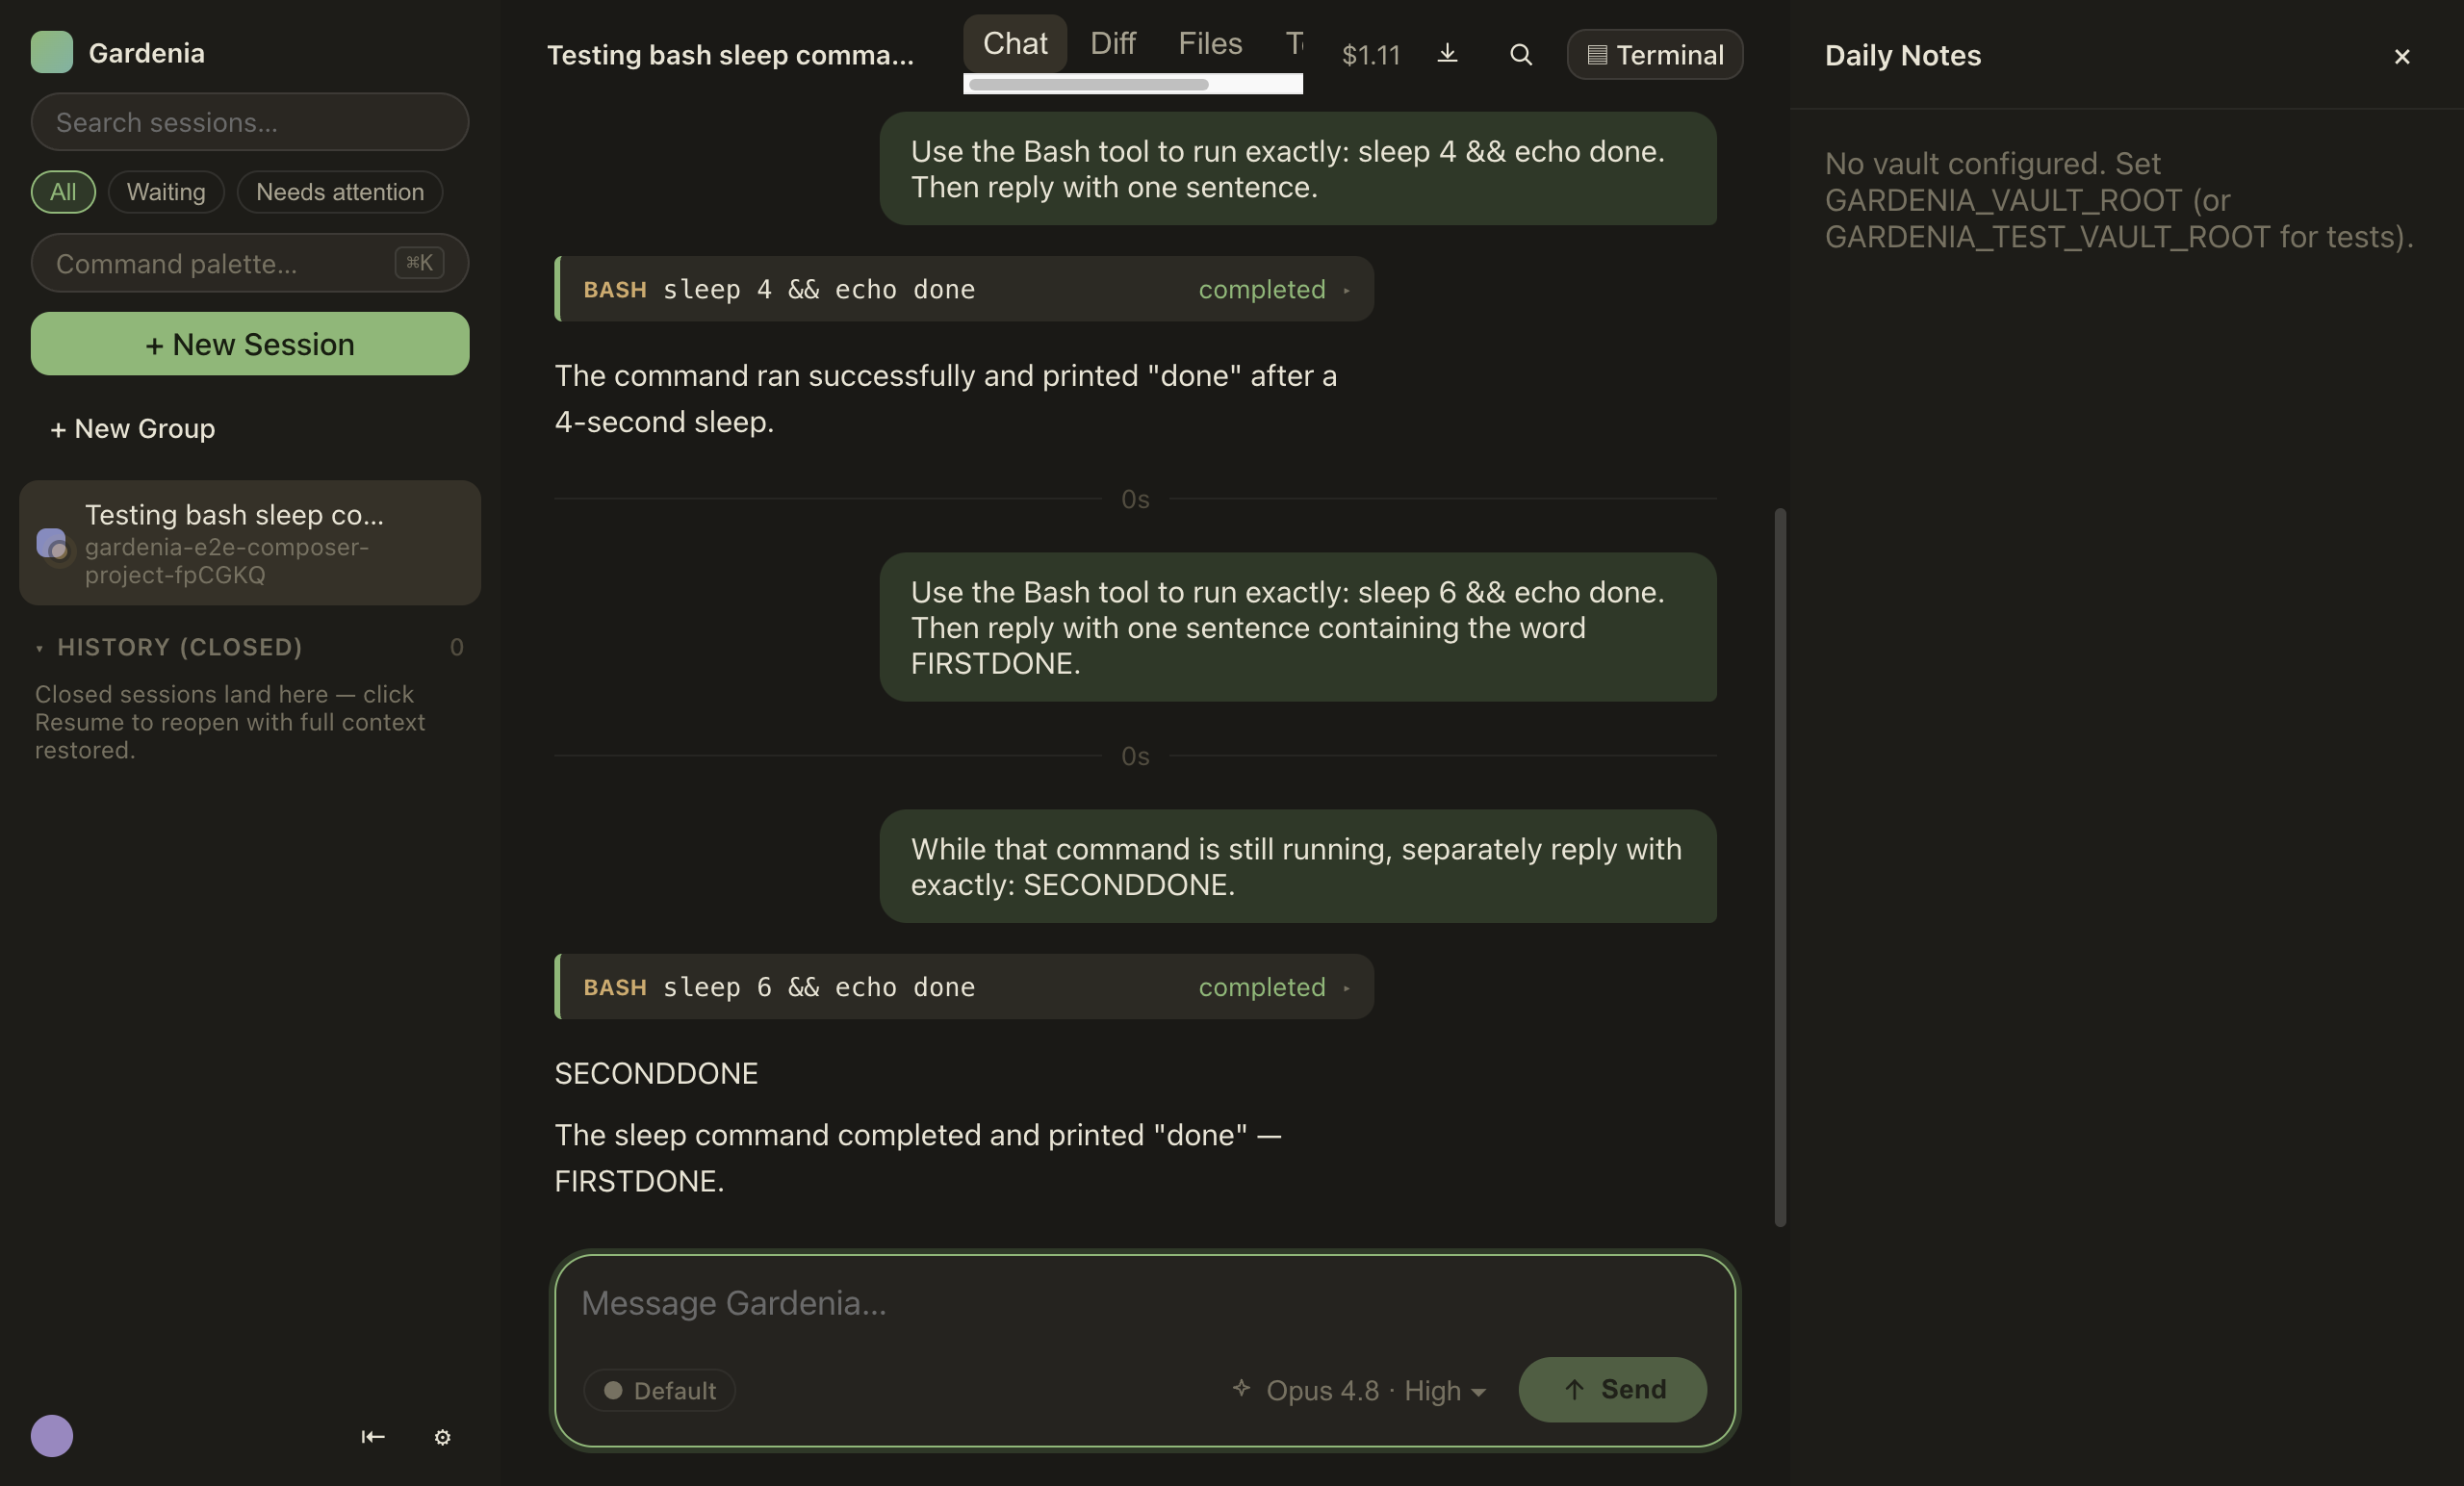 Gardenia
Search sessions...
All
Waiting
Needs attention
Command palette...
⌘K
+ New Session
+ New Group
Testing bash sleep co...
gardenia-e2e-composer-
project-fpCGKQ
HISTORY (CLOSED)
0
Closed sessions land here — click
Resume to reopen with full context
restored.
Testing bash sleep comma...
Chat
Diff
Files
$1.11
Terminal
Use the Bash tool to run exactly: sleep 4 && echo done.
Then reply with one sentence.
BASH sleep 4 && echo done
completed
The command ran successfully and printed "done" after a
4-second sleep.
0s
Use the Bash tool to run exactly: sleep 6 && echo done.
Then reply with one sentence containing the word
FIRSTDONE.
0s
While that command is still running, separately reply with
exactly: SECONDDONE.
BASH sleep 6 && echo done
completed
SECONDDONE
The sleep command completed and printed "done" —
FIRSTDONE.
Message Gardenia...
Default
Opus 4.8 · High
Send
Daily Notes
No vault configured. Set
GARDENIA_VAULT_ROOT (or
GARDENIA_TEST_VAULT_ROOT for tests).